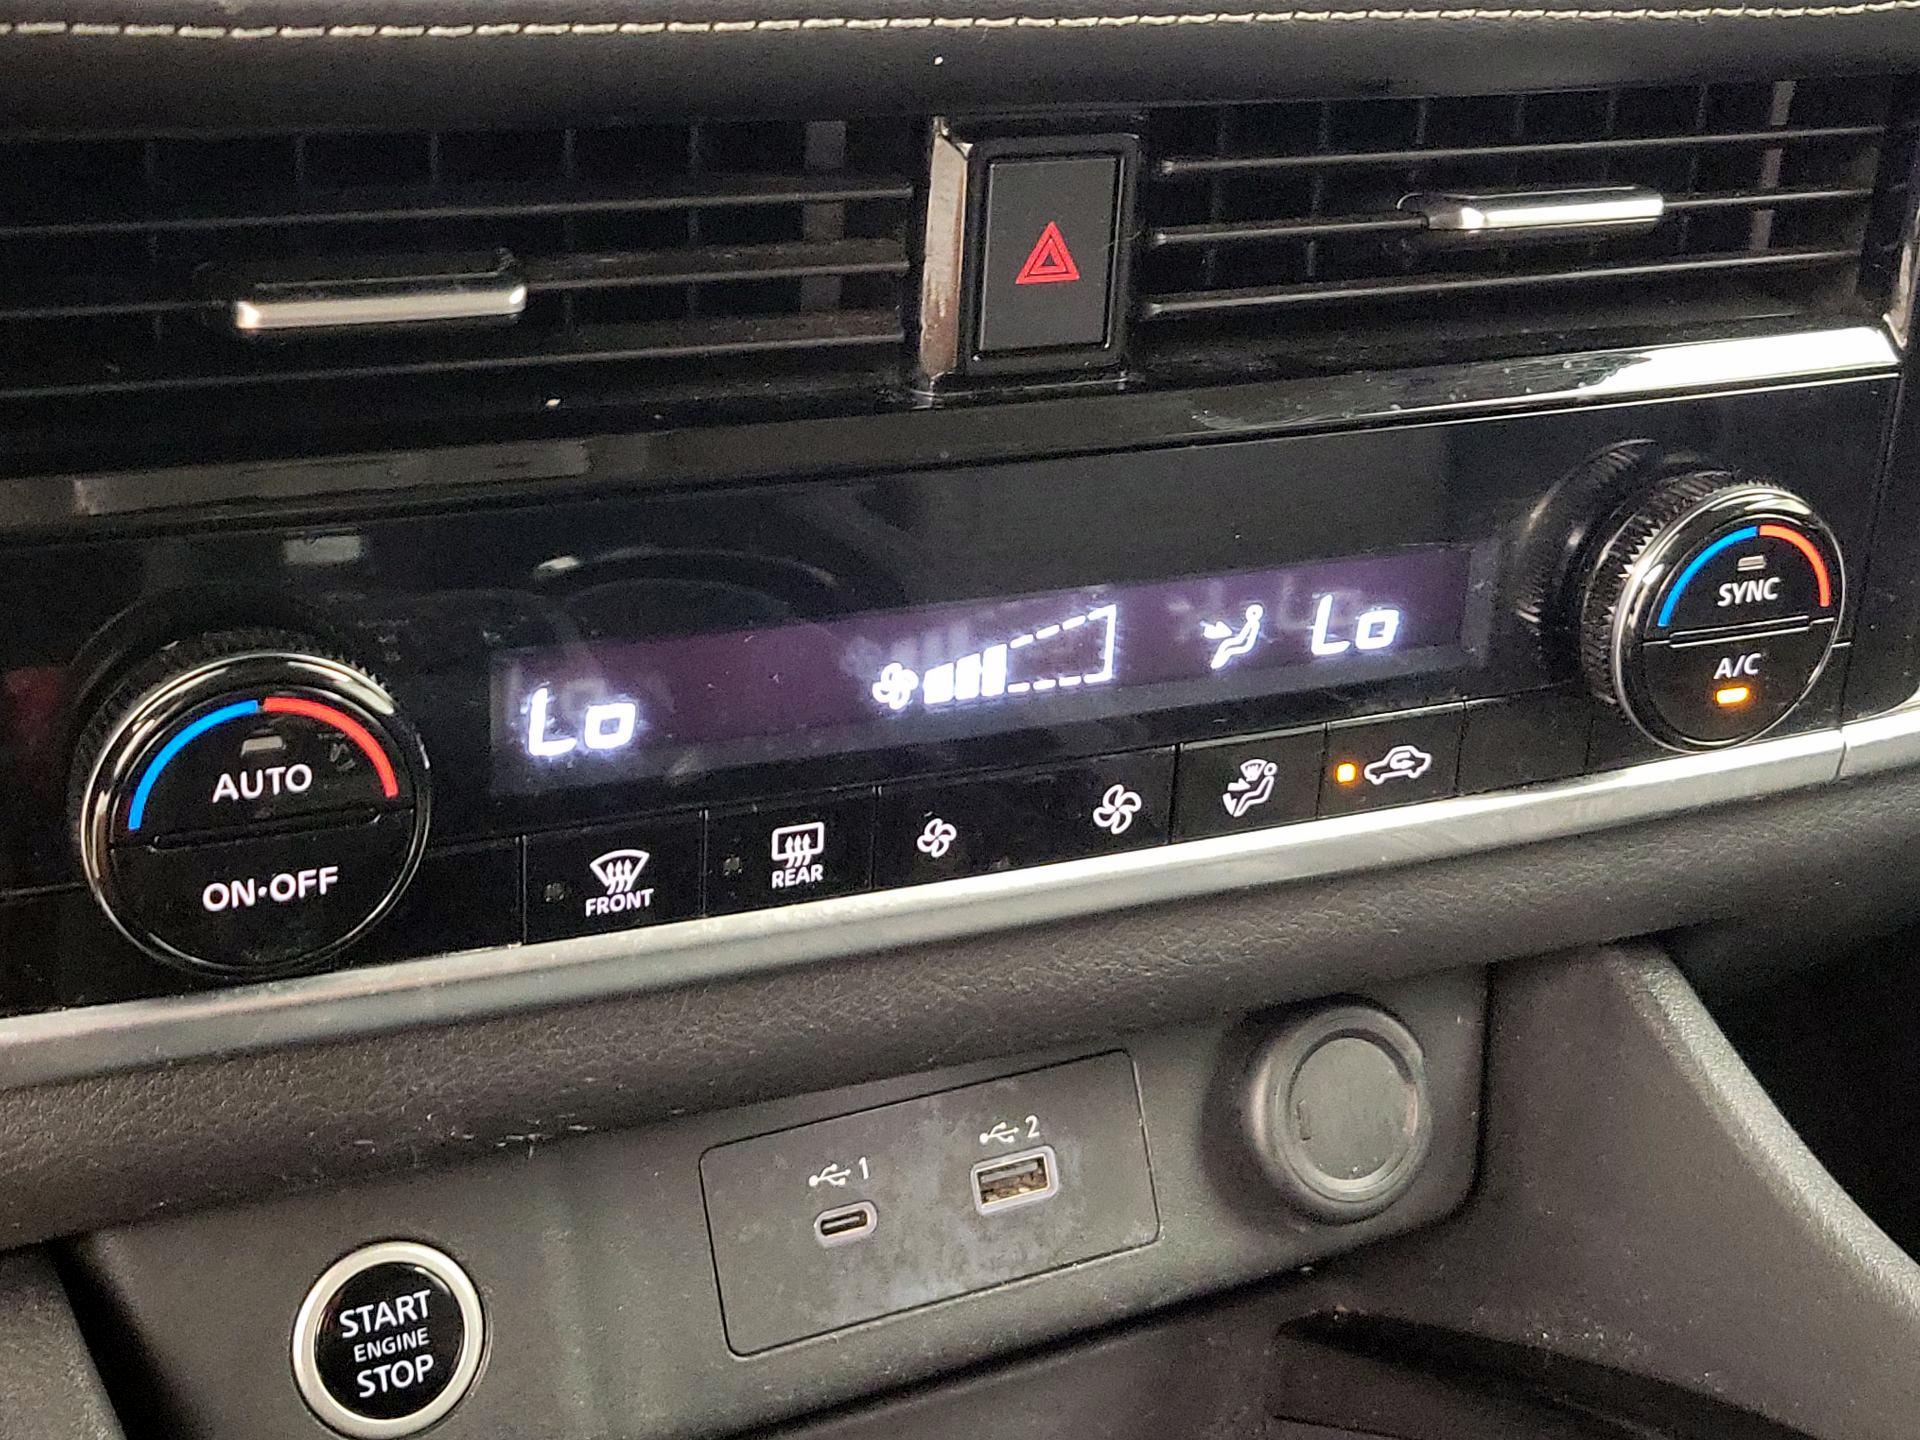 Lo
Lo
SYNC
A/C
AUTO
ON•OFF
FRONT
REAR
1
2
START
ENGINE
STOP